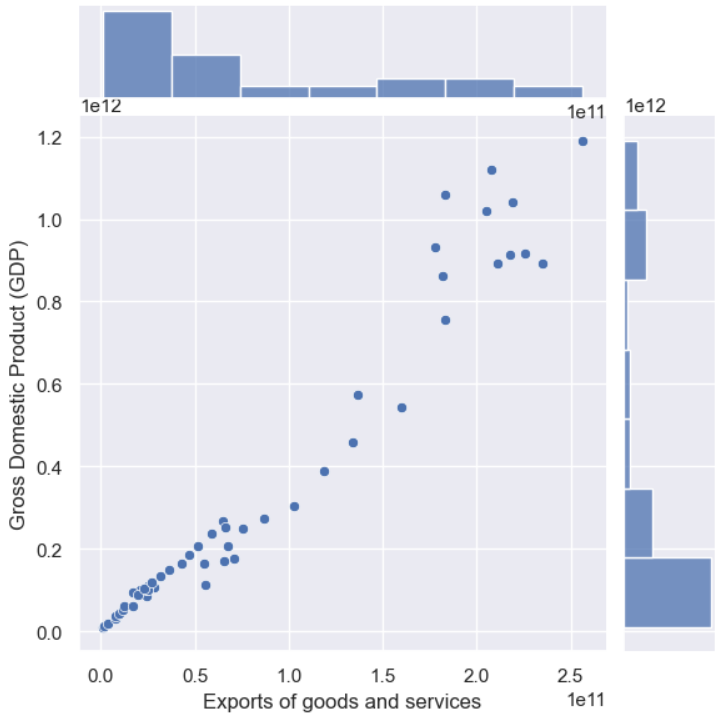 1e12
1e11
1e12
1.2
1.0
0.8
0.6
0.4
0.2
0.0
Gross Domestic Product (GDP)
0.0
0.5
1.0
1.5
2.0
2.5
Exports of goods and services
1e11